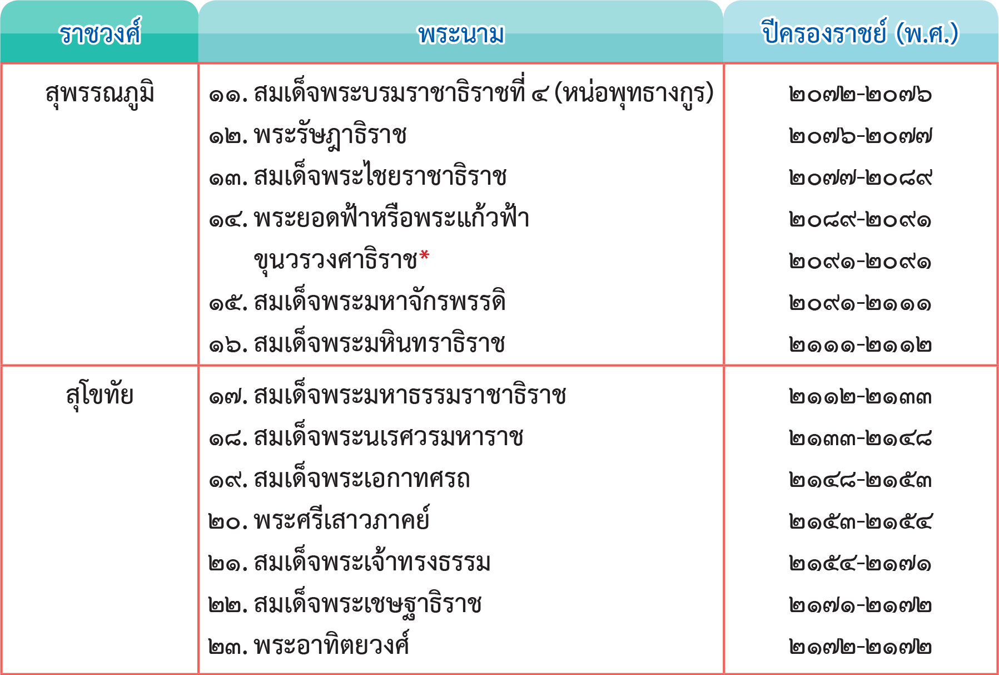 ราชวงศ์ พระนาม ปีครองราชย์ (พ.ศ.)
สุพรรณภูมิ ๑๑. สมเด็จพระบรมราชาธิราชที่ ๔ (หน่อพุทธางกูร) ๒๐๗๒-๒๐๗๖
๑๒. พระรัษฎาธิราช ๒๐๗๖-๒๐๗๗
๑๓. สมเด็จพระไชยราชาธิราช ๒๐๗๗-๒๐๘๙
๑๔. พระยอดฟ้าหรือพระแก้วฟ้า ๒๐๘๙-๒๐๙๑
ขุนวรวงศาธิราช* ๒๐๙๑-๒๐๙๑
๑๕. สมเด็จพระมหาจักรพรรดิ ๒๐๙๑-๒๑๑๑
๑๖. สมเด็จพระมหินทราธิราช ๒๑๑๑-๒๑๑๒
สุโขทัย ๑๗. สมเด็จพระมหาธรรมราชาธิราช ๒๑๑๒-๒๑๓๓
๑๘. สมเด็จพระนเรศวรมหาราช ๒๑๓๓-๒๑๔๘
๑๙. สมเด็จพระเอกาทศรถ ๒๑๔๘-๒๑๕๓
๒๐. พระศรีเสาวภาคย์ ๒๑๕๓-๒๑๕๔
๒๑. สมเด็จพระเจ้าทรงธรรม ๒๑๕๔-๒๑๗๑
๒๒. สมเด็จพระเชษฐาธิราช ๒๑๗๑-๒๑๗๒
๒๓. พระอาทิตยวงศ์ ๒๑๗๒-๒๑๗๒